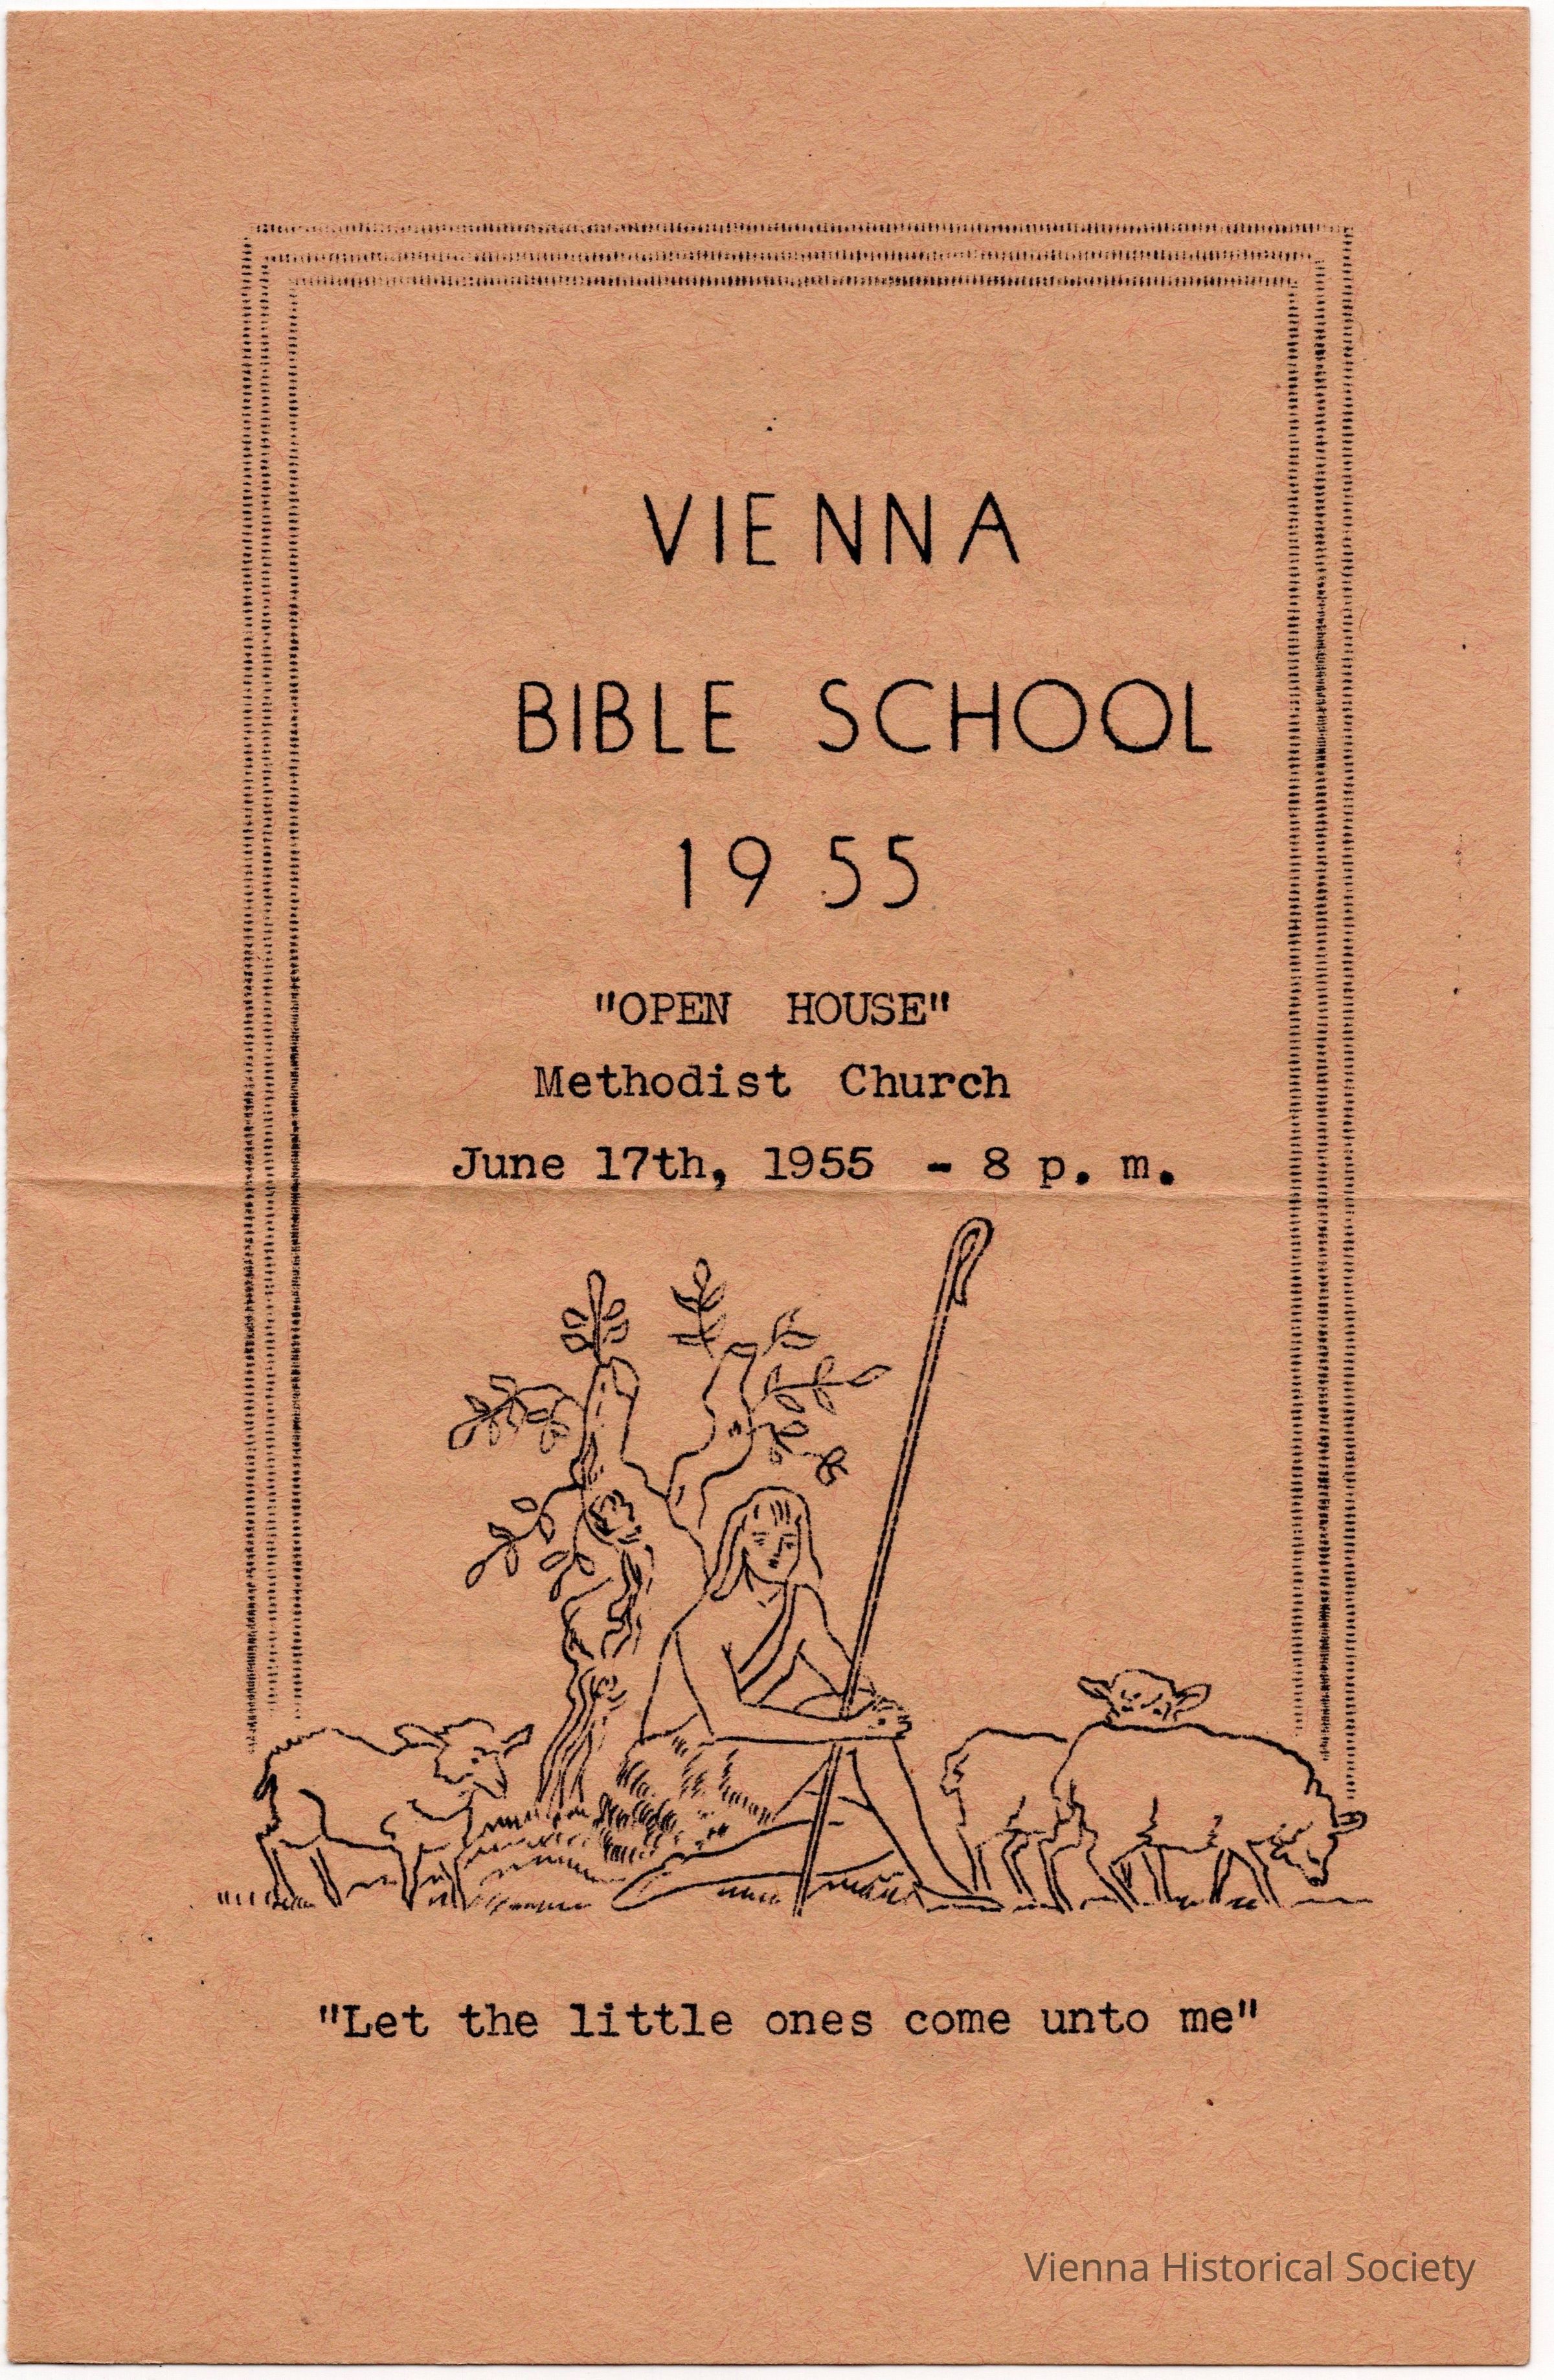 VIENNA
BIBLE SCHOOL
1955
"OPEN HOUSE"
Methodist Church
June 17th, 1955 - 8 p. m.
"Let the little ones come unto me"
Vienna Historical Society